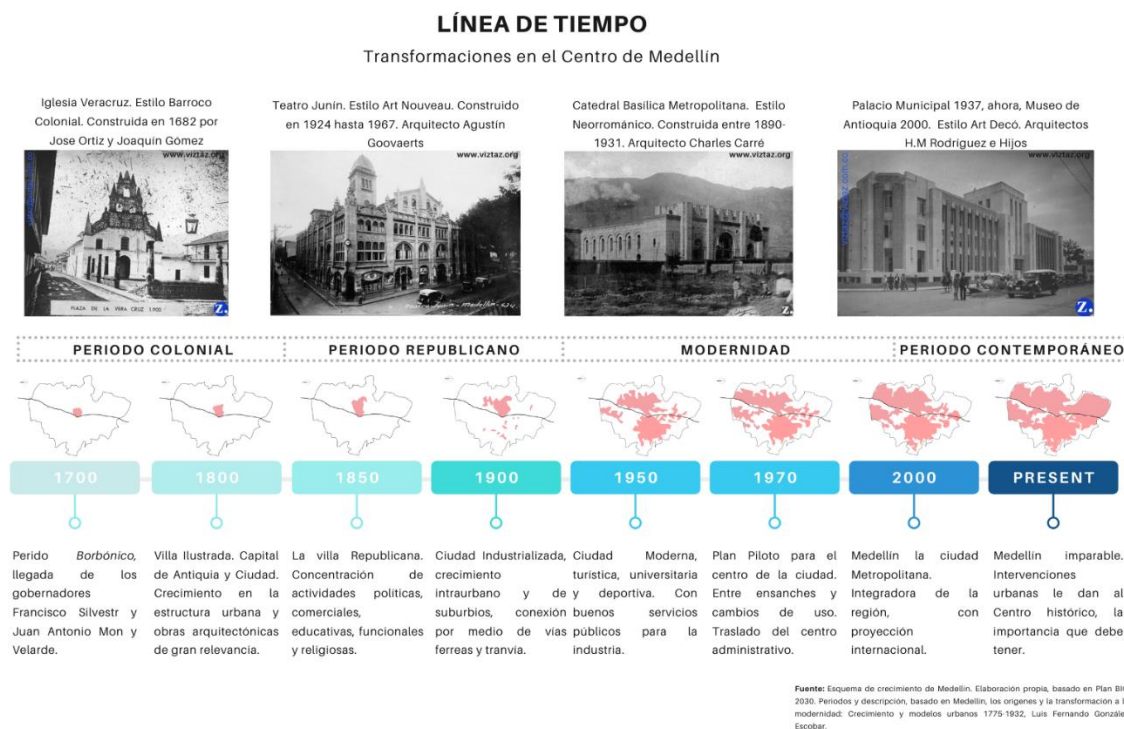 LÍNEA DE TIEMPO
Transformaciones en el Centro de Medellín
Iglesia Veracruz. Estilo Barroco
Colonial. Construida en 1682 por
Jose Ortiz y Joaquín Gómez
Teatro Junín. Estilo Art Nouveau. Construido
en 1924 hasta 1967. Arquitecto Agustín
Goovaerts
Catedral Basílica Metropolitana. Estilo
Neorrománico. Construida entre 1890-
1931. Arquitecto Charles Carré
Palacio Municipal 1937, ahora, Museo de
Antioquia 2000. Estilo Art Decó. Arquitectos
H.M Rodríguez e Hijos
www.viztaz.org
www.viztaz.org
www.viztaz.org
PLAZA DE LA VERA CRUZ 1.900
Z.
Z.
Z.
PERIODO COLONIAL
PERIODO REPUBLICANO
MODERNIDAD
PERIODO CONTEMPORÁNEO
1700
1800
1850
1900
1950
1970
2000
PRESENT
Perido Borbónico,
llegada de los
gobernadores
Francisco Silvestr y
Juan Antonio Mon y
Velarde.
Villa Ilustrada. Capital
de Antiquia y Ciudad.
Crecimiento en la
estructura urbana y
obras arquitectónicas
de gran relevancia.
La villa Republicana.
Concentración de
actividades políticas,
comerciales,
educativas, funcionales
y religiosas.
Ciudad Industrializada,
crecimiento
intraurbano y de
suburbios, conexión
por medio de vías
ferreas y tranvia.
Ciudad Moderna,
turística, universitaria
y deportiva. Con
buenos servicios
públicos para la
industria.
Plan Piloto para el
centro de la ciudad.
Entre ensanches y
cambios de uso.
Traslado del centro
administrativo.
Medellín la ciudad
Metropolitana.
Integradora de la
región, con
proyección
internacional.
Medellín imparable.
Intervenciones
urbanas le dan al
Centro histórico, la
importancia que debe
tener.
Fuente: Esquema de crecimiento de Medellín. Elaboración propia, basado en Plan BIO
2030. Periodos y descripción, basado en Medellín, los origenes y la transformación a l
modernidad: Crecimiento y modelos urbanos 1775-1932, Luis Fernando Gonzále
Escobar.